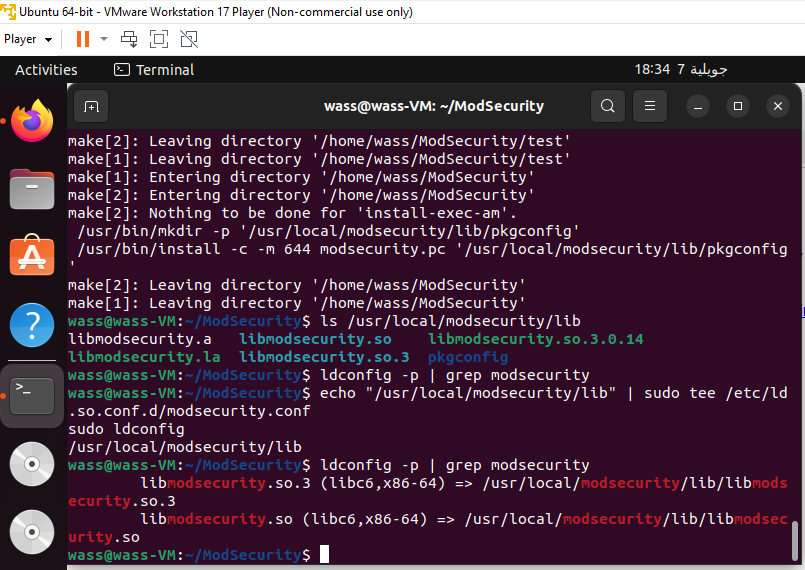 Ubuntu 64-bit - VMware Workstation 17 Player (Non-commercial use only)
Player
Activities
Terminal
18:34 7 جويلية
wass@wass-VM: ~/ModSecurity
make[2]: Leaving directory '/home/wass/ModSecurity/test'
make[1]: Leaving directory '/home/wass/ModSecurity/test'
make[1]: Entering directory '/home/wass/ModSecurity'
make[2]: Entering directory '/home/wass/ModSecurity'
make[2]: Nothing to be done for 'install-exec-am'.
 /usr/bin/mkdir -p '/usr/local/modsecurity/lib/pkgconfig'
 /usr/bin/install -c -m 644 modsecurity.pc '/usr/local/modsecurity/lib/pkgconfig
'
make[2]: Leaving directory '/home/wass/ModSecurity'
make[1]: Leaving directory '/home/wass/ModSecurity'
wass@wass-VM:~/ModSecurity$ ls /usr/local/modsecurity/lib
libmodsecurity.a   libmodsecurity.so    libmodsecurity.so.3.0.14
libmodsecurity.la  libmodsecurity.so.3  pkgconfig
wass@wass-VM:~/ModSecurity$ ldconfig -p | grep modsecurity
wass@wass-VM:~/ModSecurity$ echo "/usr/local/modsecurity/lib" | sudo tee /etc/ld
.so.conf.d/modsecurity.conf
sudo ldconfig
/usr/local/modsecurity/lib
wass@wass-VM:~/ModSecurity$ ldconfig -p | grep modsecurity
        libmodsecurity.so.3 (libc6,x86-64) => /usr/local/modsecurity/lib/libmods
ecurity.so.3
        libmodsecurity.so (libc6,x86-64) => /usr/local/modsecurity/lib/libmodsec
urity.so
wass@wass-VM:~/ModSecurity$